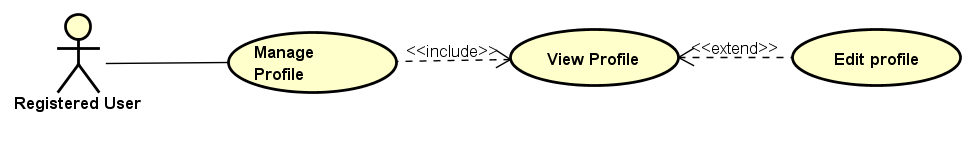 Manage
Profile
<<include>>
View Profile
<<extend>>
Edit profile
Registered User